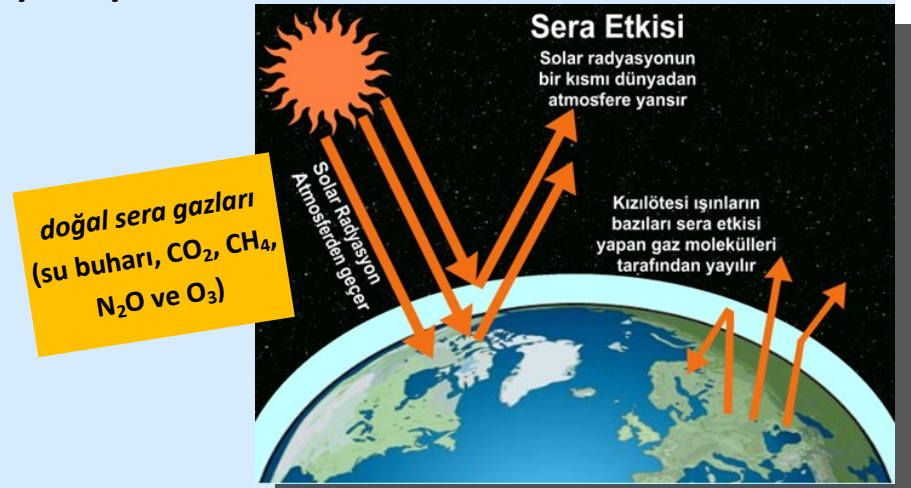 Sera Etkisi
Solar radyasyonun
bir kısmı dünyadan
atmosfere yansır
Solar Radyasyon
Atmosferden geçer
doğal sera gazları
(su buharı, CO₂, CH₄,
N₂O ve O₃)
Kızılötesi ışınların
bazıları sera etkisi
yapan gaz molekülleri
tarafından yayılır